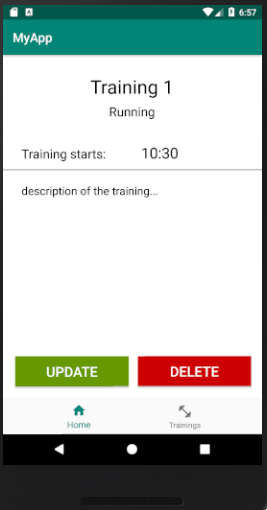 6:57
MyApp
Training 1
Running
Training starts: 10:30
description of the training...
UPDATE DELETE
Home Trainings